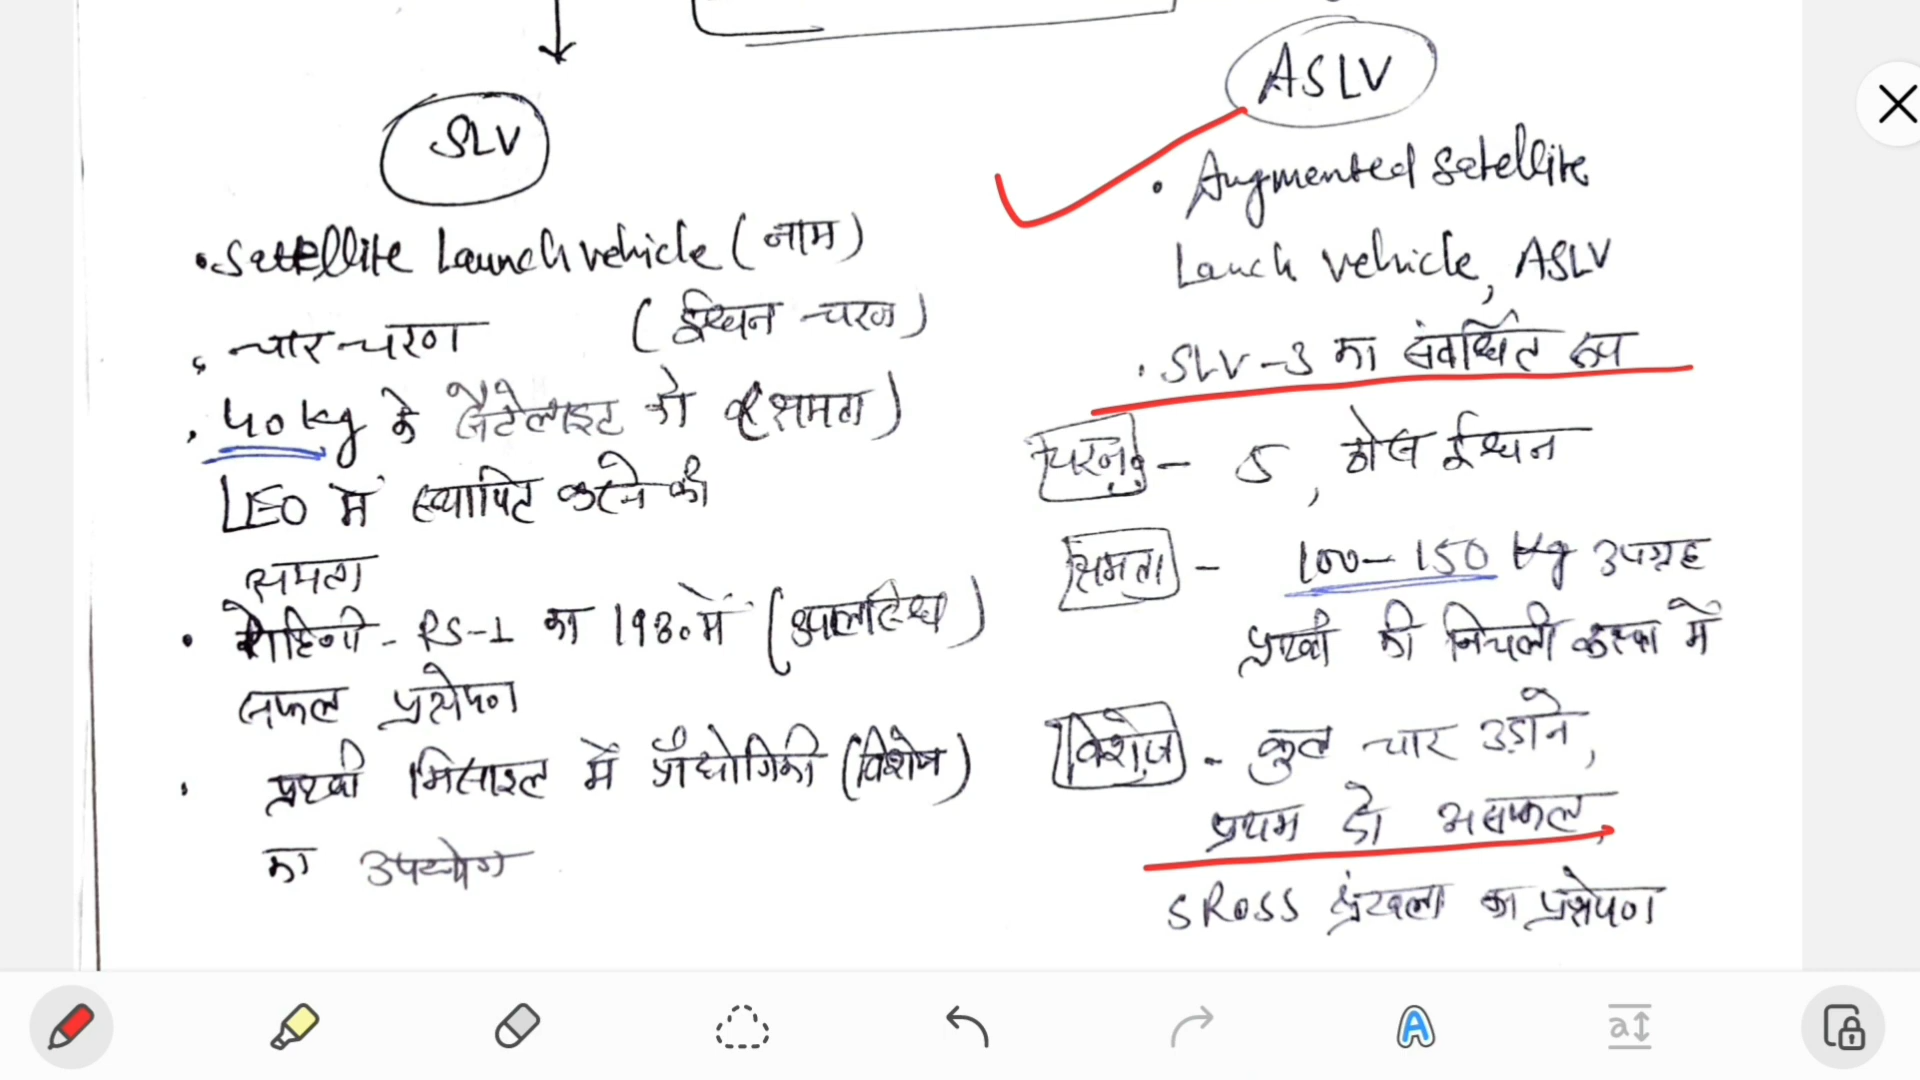 SLV
• Satellite Launch vehicle (नाम)
• चार चरण (ईंधन चरण)
• 40 kg के सैटेलाइट को (क्षमता)
LEO में स्थापित करने की
क्षमता
• रोहिणी - RS-1 का 1980 में (उपलब्धि)
सफल प्रक्षेपण
• पृथ्वी मिसाइल में प्रौद्योगिकी (विशेष)
का उपयोग
ASLV
• Augmented Satellite
Lauch vehicle, ASLV
• SLV-3 का संवर्धित रूप
चरण - 5, ठोस ईंधन
क्षमता - 100-150 kg उपग्रह
पृथ्वी की निचली कक्षा में
विशेष - कुल चार उड़ाने,
प्रथम दो असफल,
SROSS श्रृंखला का प्रक्षेपण